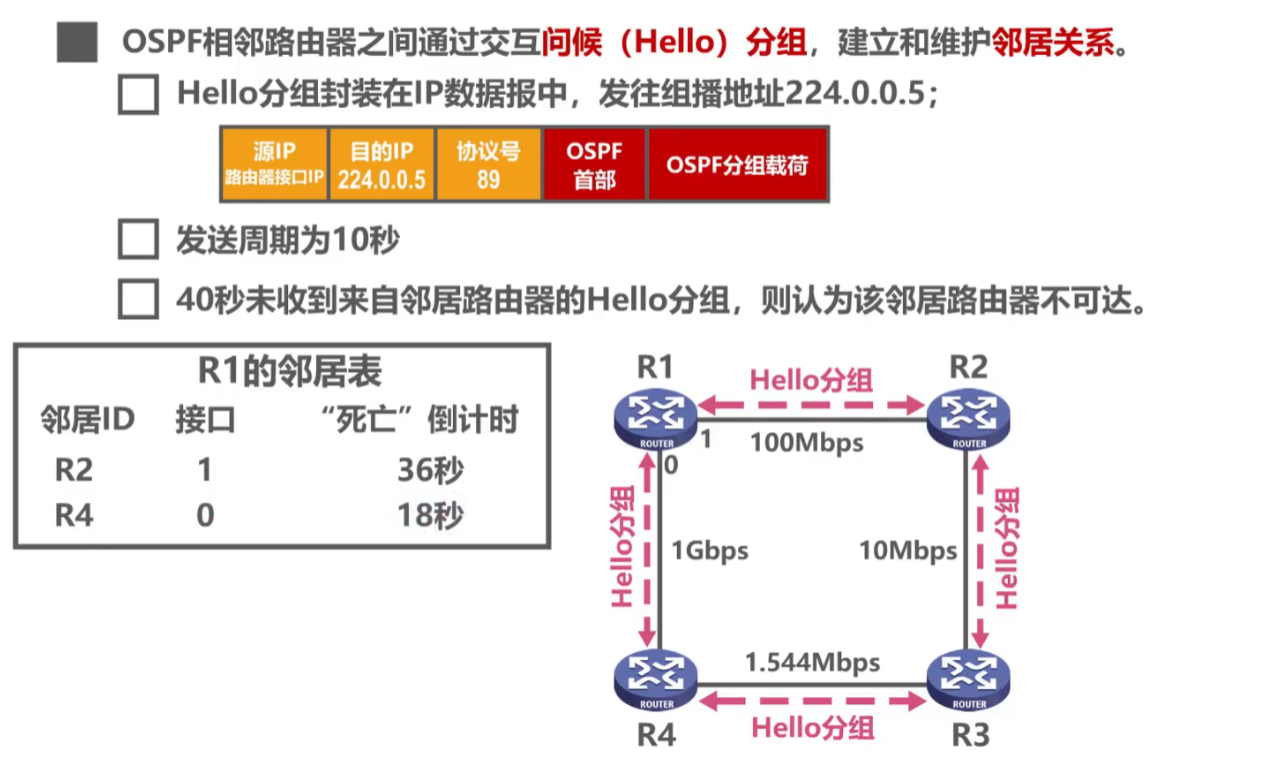 OSPF相邻路由器之间通过交互问候（Hello）分组，建立和维护邻居关系。
Hello分组封装在IP数据报中，发往组播地址224.0.0.5；
源IP 目的IP 协议号 OSPF OSPF分组载荷
路由器接口IP 224.0.0.5 89 首部
发送周期为10秒
40秒未收到来自邻居路由器的Hello分组，则认为该邻居路由器不可达。
R1的邻居表
邻居ID 接口 “死亡”倒计时
R2 1 36秒
R4 0 18秒
R1 Hello分组 R2
ROUTER 1 100Mbps ROUTER
0
Hello分组 1Gbps 10Mbps Hello分组
1.544Mbps
ROUTER ROUTER
R4 Hello分组 R3